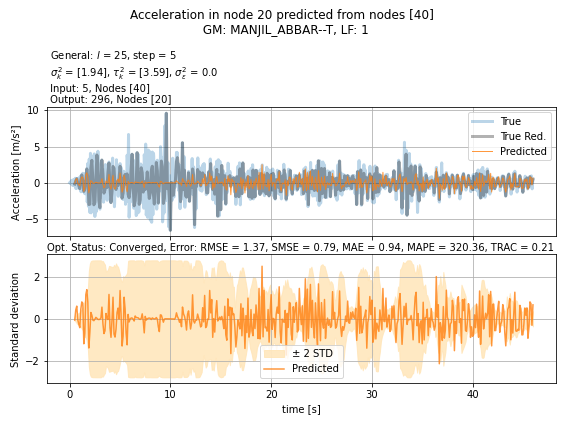 Acceleration in node 20 predicted from nodes [40]
GM: MANJIL_ABBAR--T, LF: 1
General: l = 25, step = 5
σ²ₖ = [1.94], τ²ₖ = [3.59], σ²ε = 0.0
Input: 5, Nodes [40]
Output: 296, Nodes [20]
10
5
0
−5
Acceleration [m/s²]
True
True Red.
Predicted
Opt. Status: Converged, Error: RMSE = 1.37, SMSE = 0.79, MAE = 0.94, MAPE = 320.36, TRAC = 0.21
2
0
−2
Standard deviation
± 2 STD
Predicted
0 10 20 30 40
time [s]